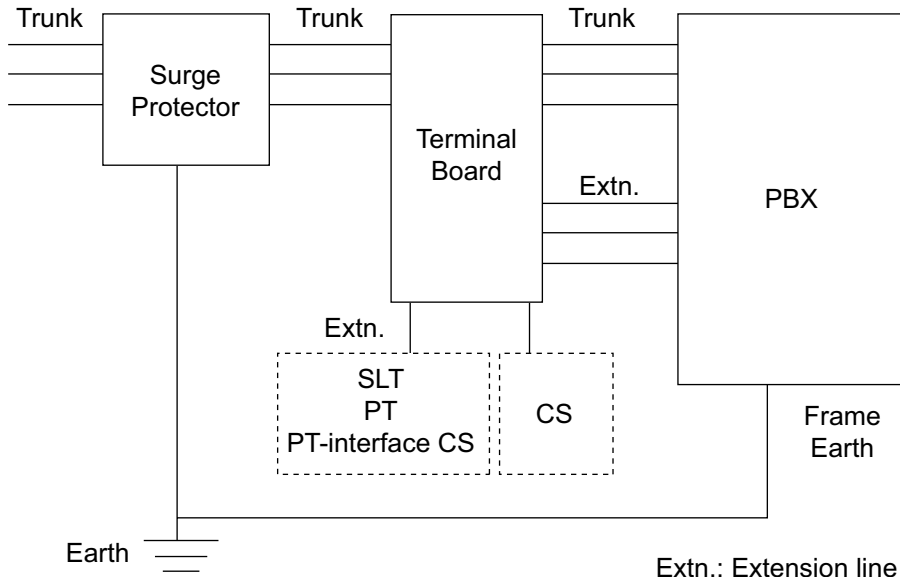 Trunk
Trunk
Trunk
Surge
Protector
Terminal
Board
Extn.
PBX
Extn.
SLT
PT
PT-interface CS
CS
Frame
Earth
Earth
Extn.: Extension line